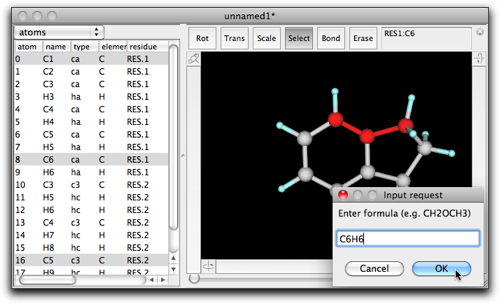 unnamed1*
atoms
Rot Trans Scale Select Bond Erase RES1:C6
atom name type elemen residue
0 C1 ca C RES.1
1 C2 ca C RES.1
2 C3 ca C RES.1
3 H3 ha H RES.1
4 C4 ca C RES.1
5 H4 ha H RES.1
6 C5 ca C RES.1
7 H5 ha H RES.1
8 C6 ca C RES.1
9 H6 ha H RES.1
10 C3 c3 C RES.2
11 H5 hc H RES.2
12 H6 hc H RES.2
13 C4 c3 C RES.2
14 H7 hc H RES.2
15 H8 hc H RES.2
16 C5 c3 C RES.2
17 H9 hc H RES.2
Input request
Enter formula (e.g. CH2OCH3)
C6H6
Cancel OK